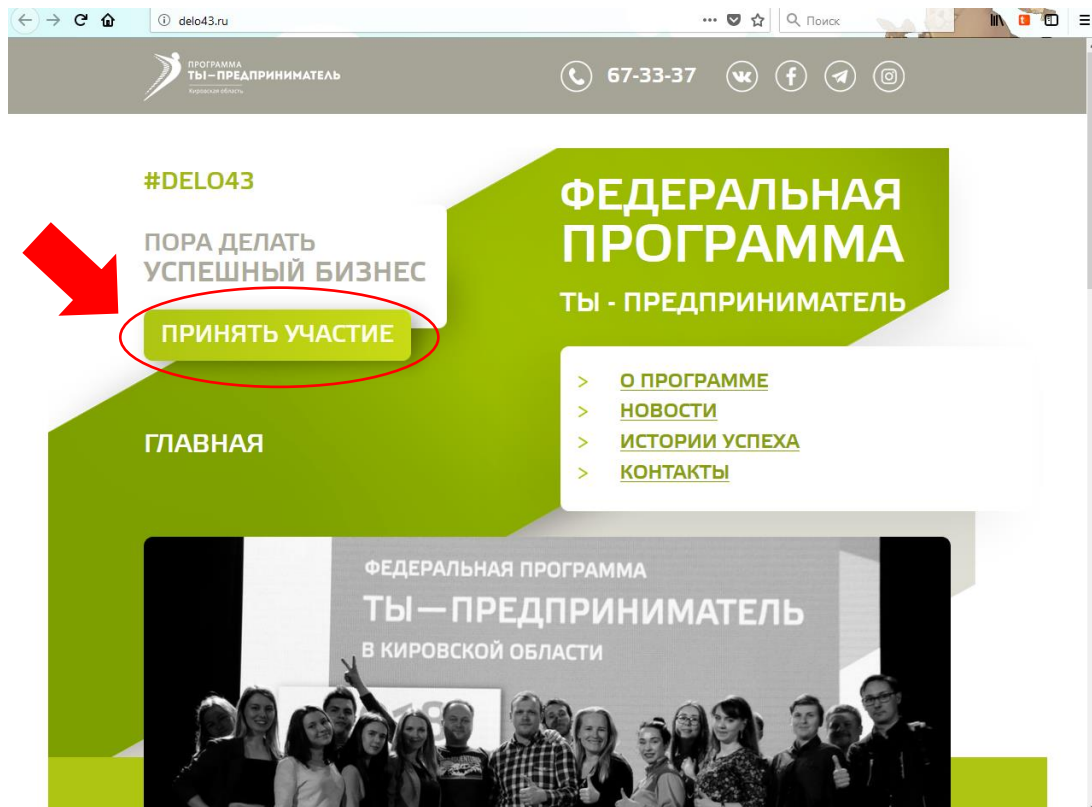 delo43.ru
Поиск
ПРОГРАММА
ТЫ–ПРЕДПРИНИМАТЕЛЬ
Кировская область
67-33-37
#DELO43
ПОРА ДЕЛАТЬ
УСПЕШНЫЙ БИЗНЕС
ПРИНЯТЬ УЧАСТИЕ
ГЛАВНАЯ
ФЕДЕРАЛЬНАЯ
ПРОГРАММА
ТЫ - ПРЕДПРИНИМАТЕЛЬ
> О ПРОГРАММЕ
> НОВОСТИ
> ИСТОРИИ УСПЕХА
> КОНТАКТЫ
ФЕДЕРАЛЬНАЯ ПРОГРАММА
ТЫ — ПРЕДПРИНИМАТЕЛЬ
В КИРОВСКОЙ ОБЛАСТИ
18